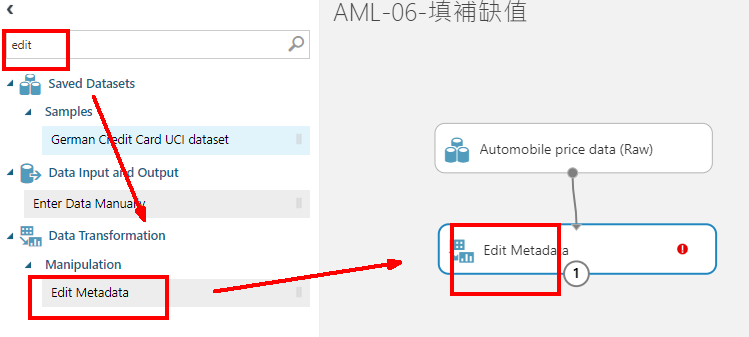 AML-06-填補缺值
edit
Saved Datasets
Samples
German Credit Card UCI dataset
Data Input and Output
Enter Data Manually
Data Transformation
Manipulation
Edit Metadata
Automobile price data (Raw)
Edit Metadata
1